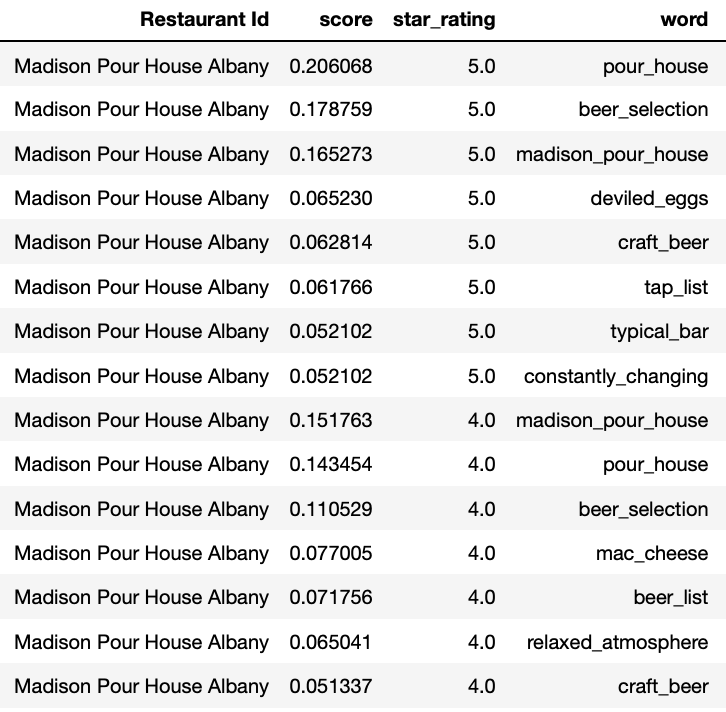 Restaurant Id score star_rating word
Madison Pour House Albany 0.206068 5.0 pour_house
Madison Pour House Albany 0.178759 5.0 beer_selection
Madison Pour House Albany 0.165273 5.0 madison_pour_house
Madison Pour House Albany 0.065230 5.0 deviled_eggs
Madison Pour House Albany 0.062814 5.0 craft_beer
Madison Pour House Albany 0.061766 5.0 tap_list
Madison Pour House Albany 0.052102 5.0 typical_bar
Madison Pour House Albany 0.052102 5.0 constantly_changing
Madison Pour House Albany 0.151763 4.0 madison_pour_house
Madison Pour House Albany 0.143454 4.0 pour_house
Madison Pour House Albany 0.110529 4.0 beer_selection
Madison Pour House Albany 0.077005 4.0 mac_cheese
Madison Pour House Albany 0.071756 4.0 beer_list
Madison Pour House Albany 0.065041 4.0 relaxed_atmosphere
Madison Pour House Albany 0.051337 4.0 craft_beer